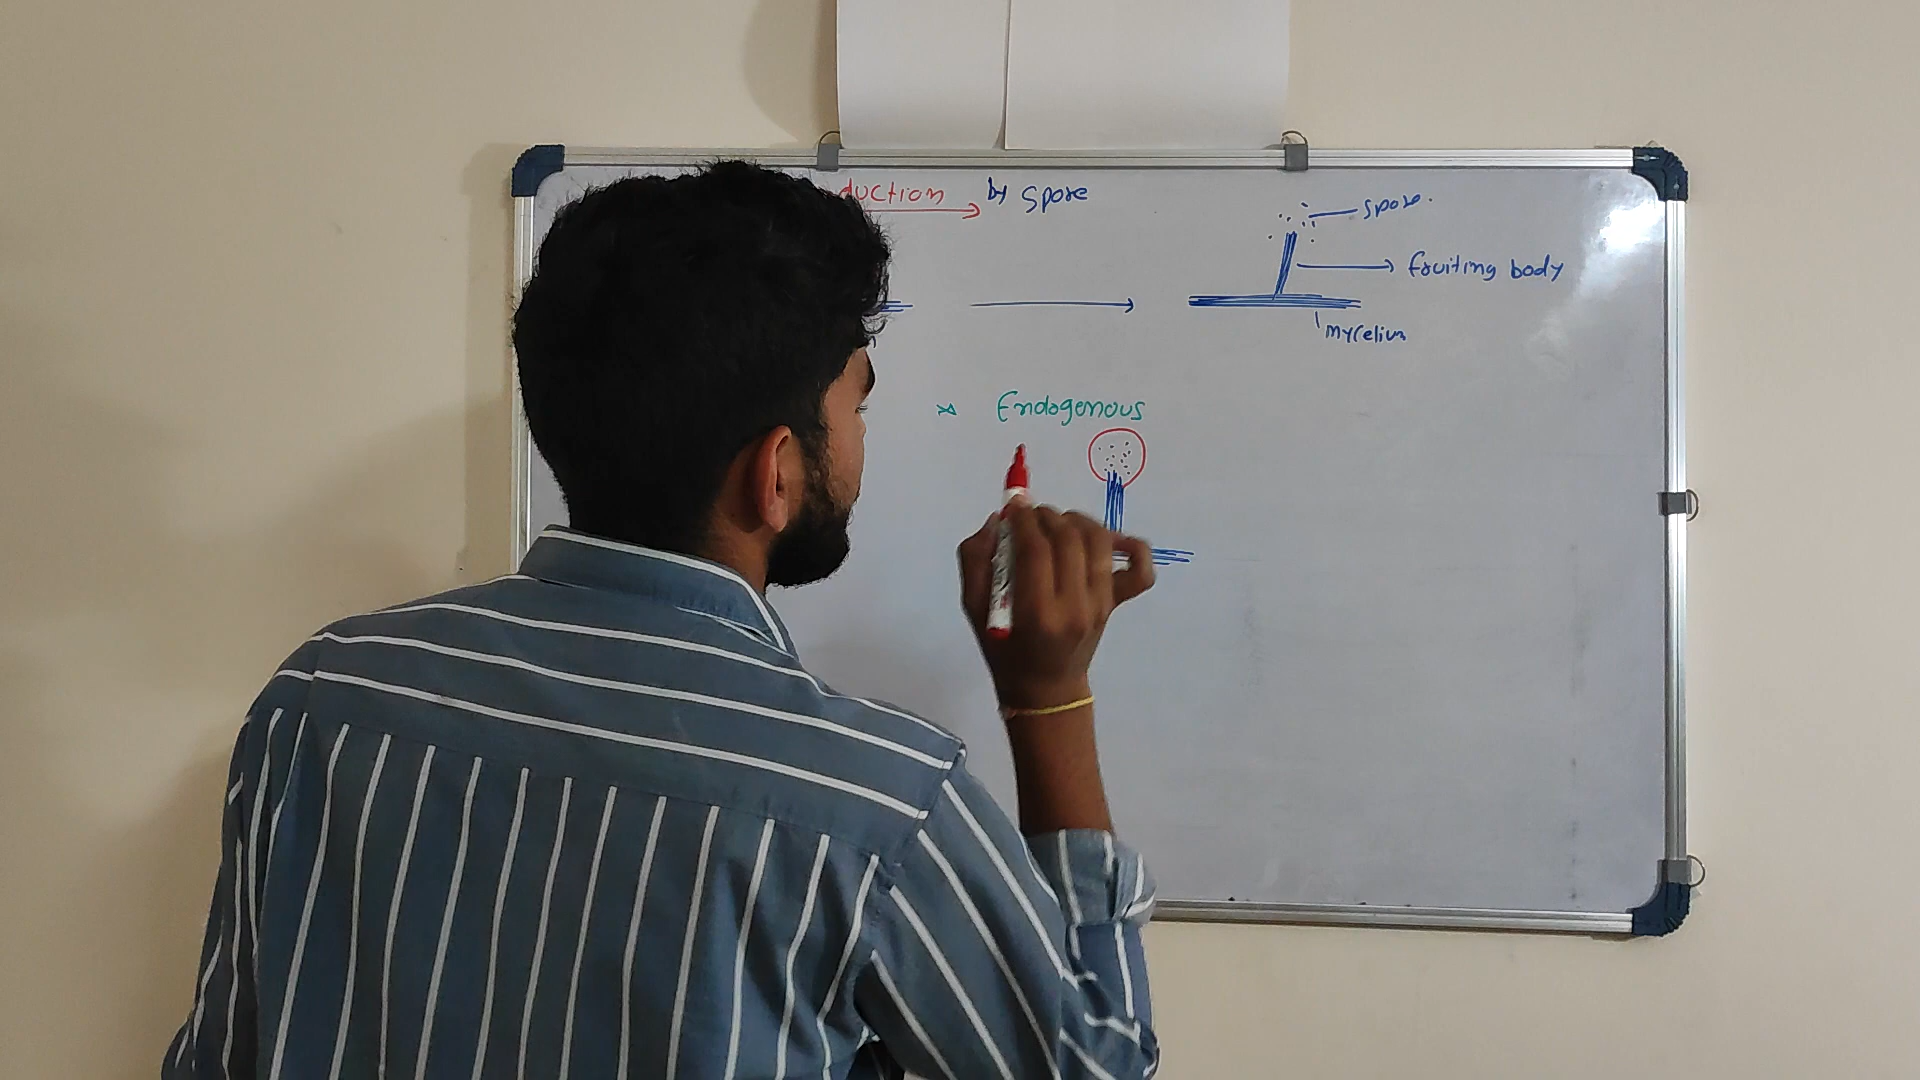 duction by spore
spore.
fruiting body
mycelium
Endogenous